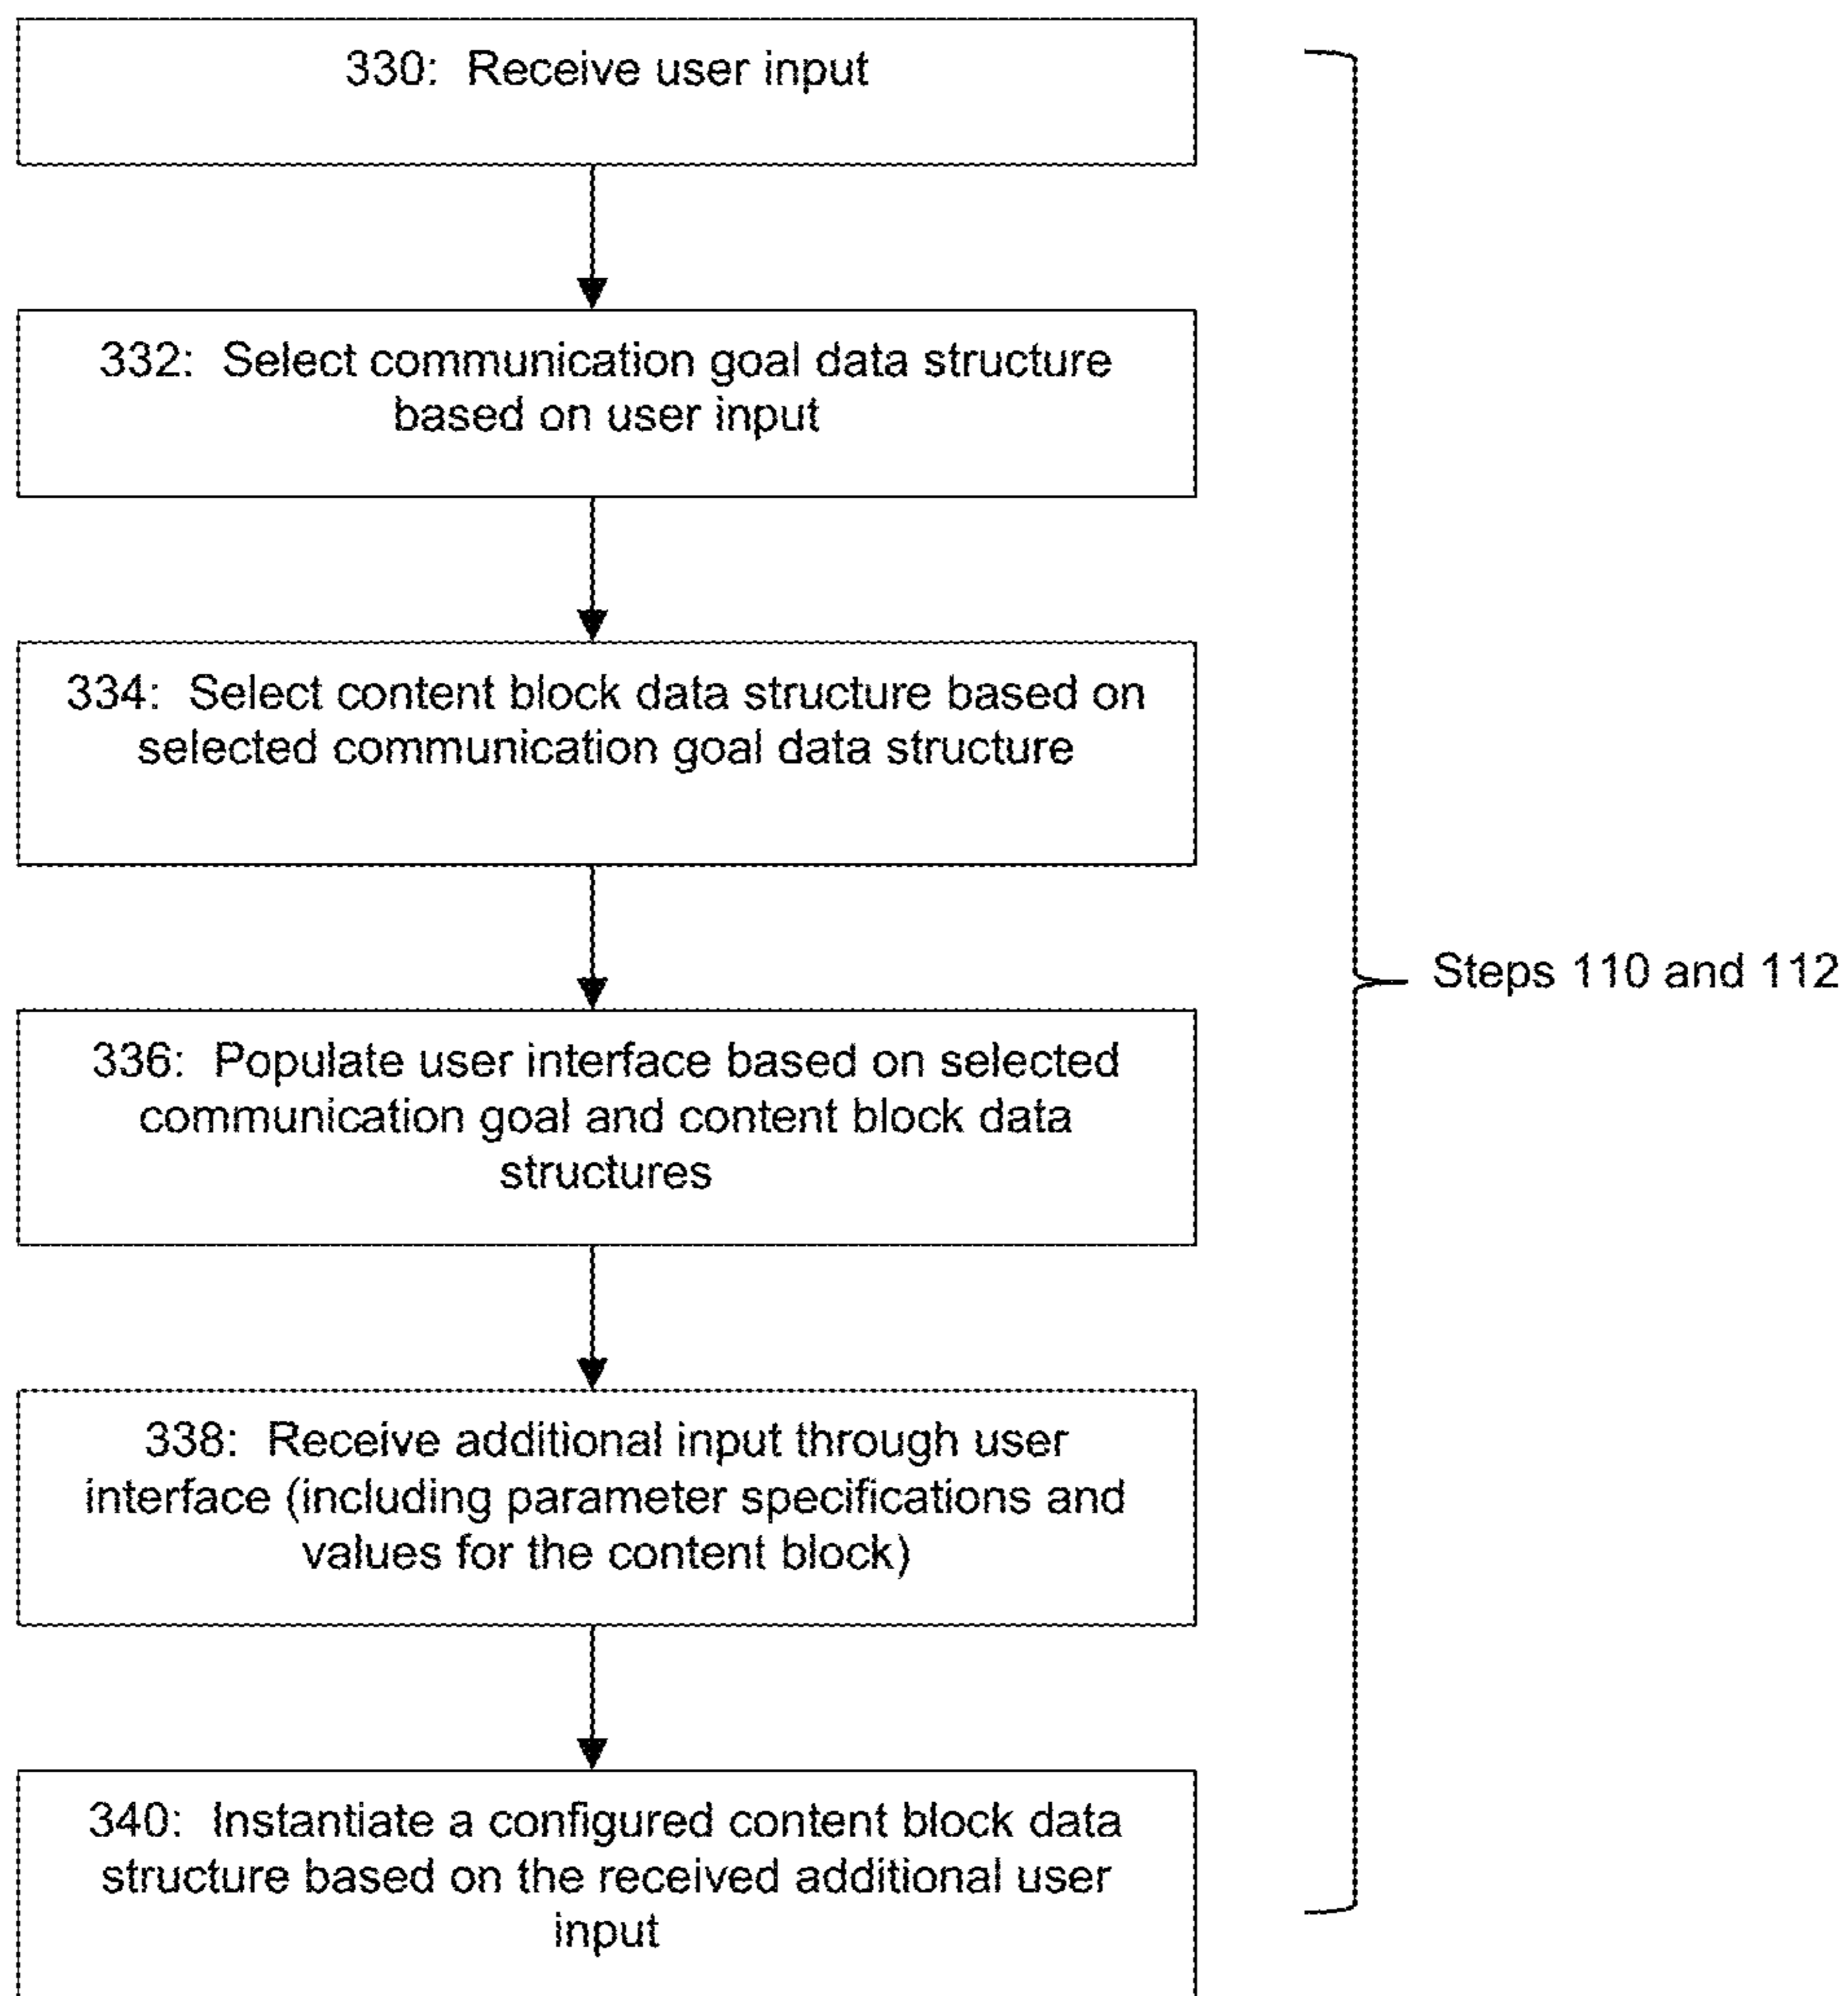 330: Receive user input
332: Select communication goal data structure
based on user input
334: Select content block data structure based on
selected communication goal data structure
336: Populate user interface based on selected
communication goal and content block data
structures
338: Receive additional input through user
interface (including parameter specifications and
values for the content block)
340: Instantiate a configured content block data
structure based on the received additional user
input
Steps 110 and 112